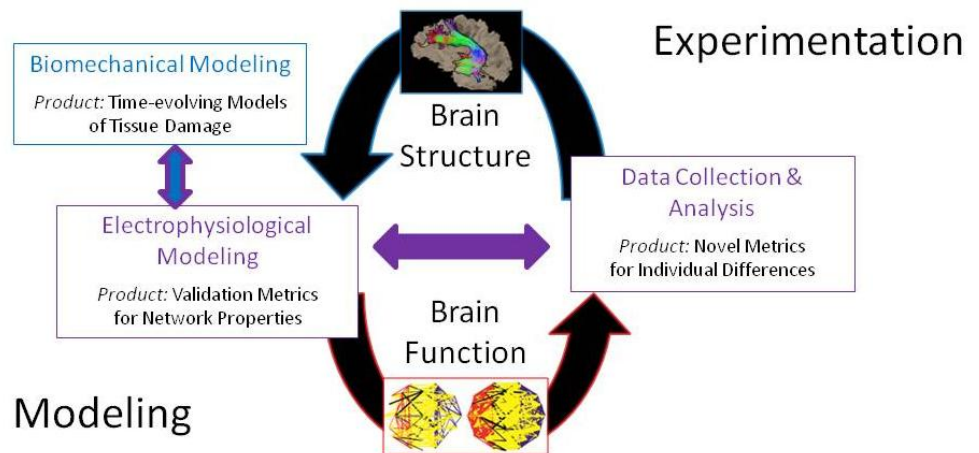 Experimentation
Biomechanical Modeling
Product: Time-evolving Models
of Tissue Damage
Brain
Structure
Data Collection &
Analysis
Product: Novel Metrics
for Individual Differences
Electrophysiological
Modeling
Product: Validation Metrics
for Network Properties
Brain
Function
Modeling